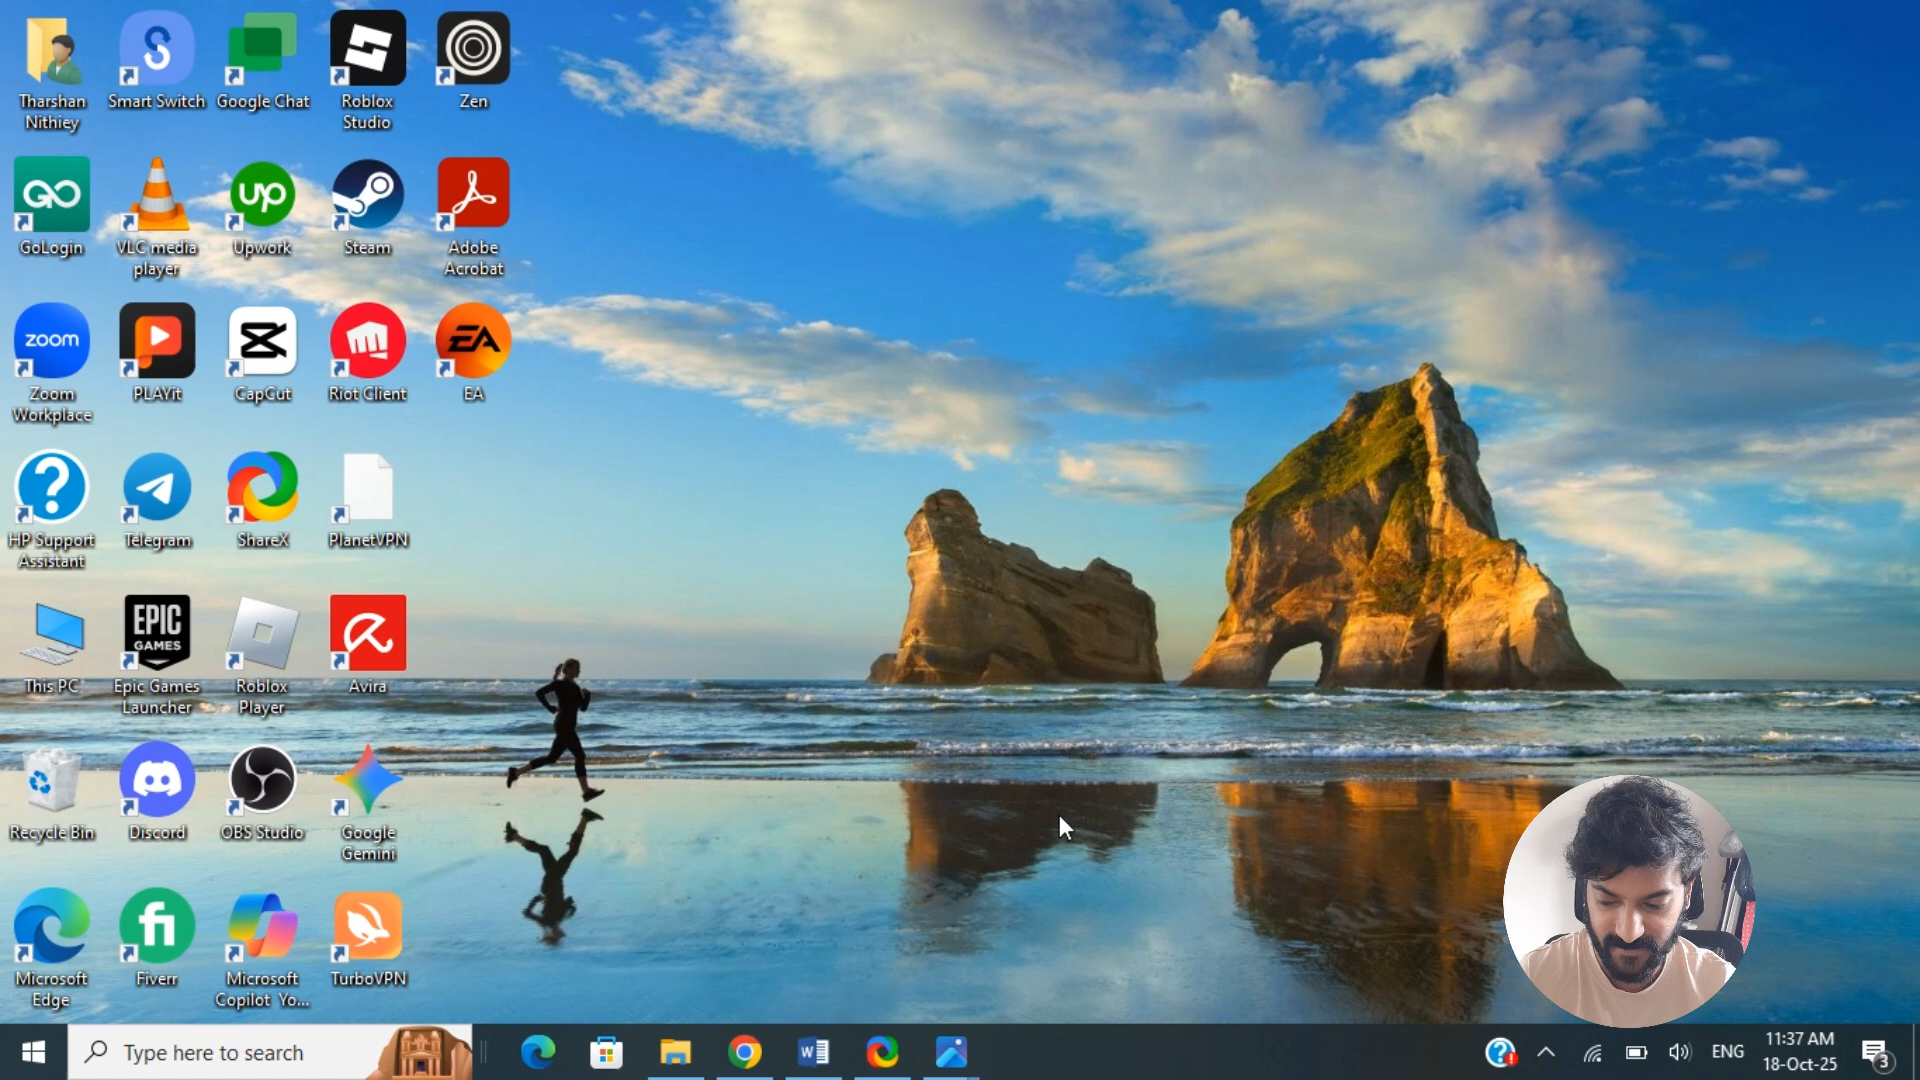 Tharshan
Nithiey
Smart Switch
Google Chat
Roblox
Studio
Zen
GoLogin
VLC media
player
up
Upwork
Steam
Adobe
Acrobat
zoom
Zoom
Workplace
PLAYit
CapCut
Riot Client
EA
EA
?
HP Support
Assistant
Telegram
ShareX
PlanetVPN
This PC
EPIC
GAMES
Epic Games
Launcher
Roblox
Player
Avira
Recycle Bin
Discord
OBS Studio
Google
Gemini
Microsoft
Edge
fi
Fiverr
Microsoft
Copilot Yo...
TurboVPN
Type here to search
W
?
ENG
11:37 AM
18-Oct-25
3